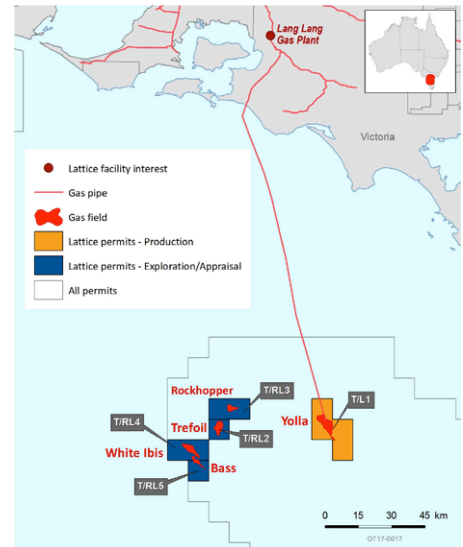 Lang Lang
Gas Plant
Victoria
Lattice facility interest
Gas pipe
Gas field
Lattice permits - Production
Lattice permits - Exploration/Appraisal
All permits
Rockhopper
T/RL3
Yolla
T/L1
Trefoil
T/RL2
T/RL4
White Ibis
Bass
T/RL5
0 15 30 45 km
OT17-0017